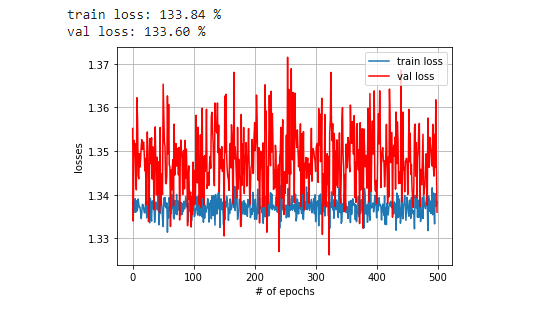 train loss: 133.84 %
val loss: 133.60 %
train loss
val loss
1.37
1.36
1.35
1.34
1.33
losses
0
100
200
300
400
500
# of epochs